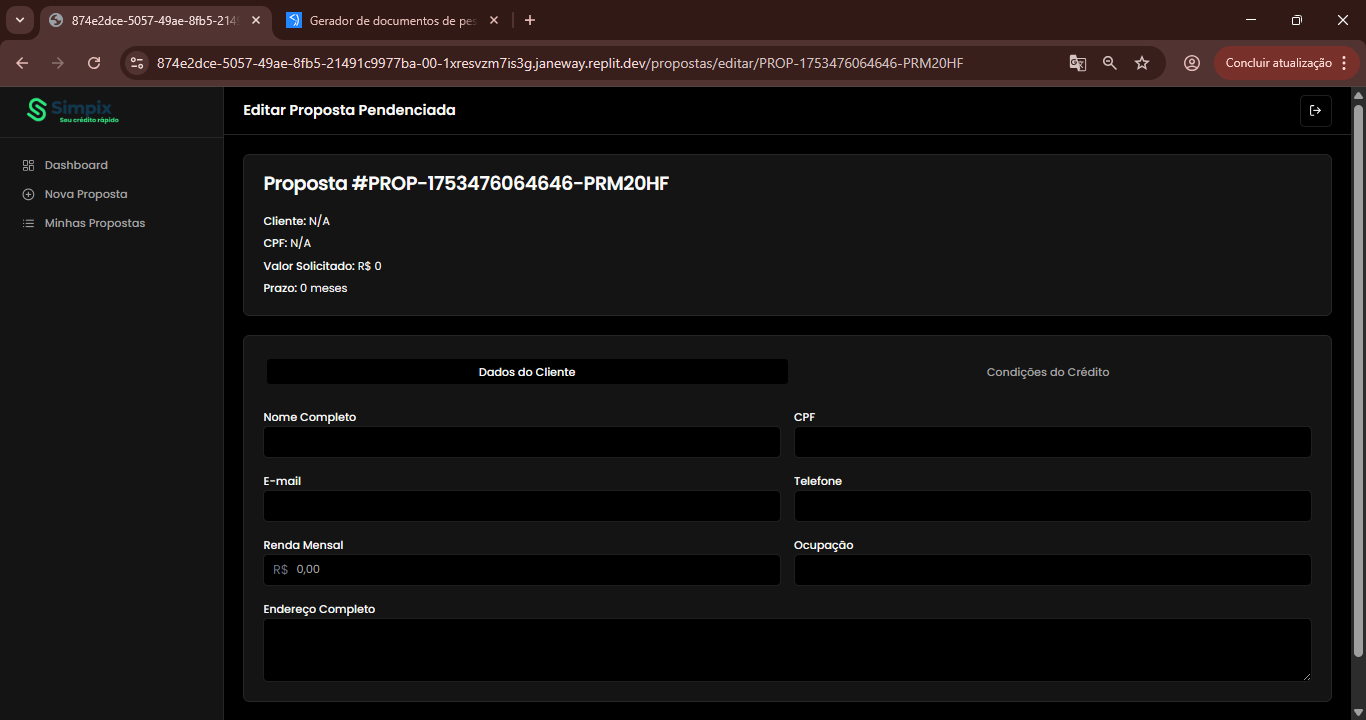 874e2dce-5057-49ae-8fb5-214
Gerador de documentos de pes
874e2dce-5057-49ae-8fb5-21491c9977ba-00-1xresvzm7is3g.janeway.replit.dev/propostas/editar/PROP-1753476064646-PRM20HF
Concluir atualização
Simpix
Seu crédito rápido
Editar Proposta Pendenciada
Dashboard
Nova Proposta
Minhas Propostas
Proposta #PROP-1753476064646-PRM20HF
Cliente: N/A
CPF: N/A
Valor Solicitado: R$ 0
Prazo: 0 meses
Dados do Cliente
Condições do Crédito
Nome Completo
CPF
E-mail
Telefone
Renda Mensal
Ocupação
R$ 0,00
Endereço Completo